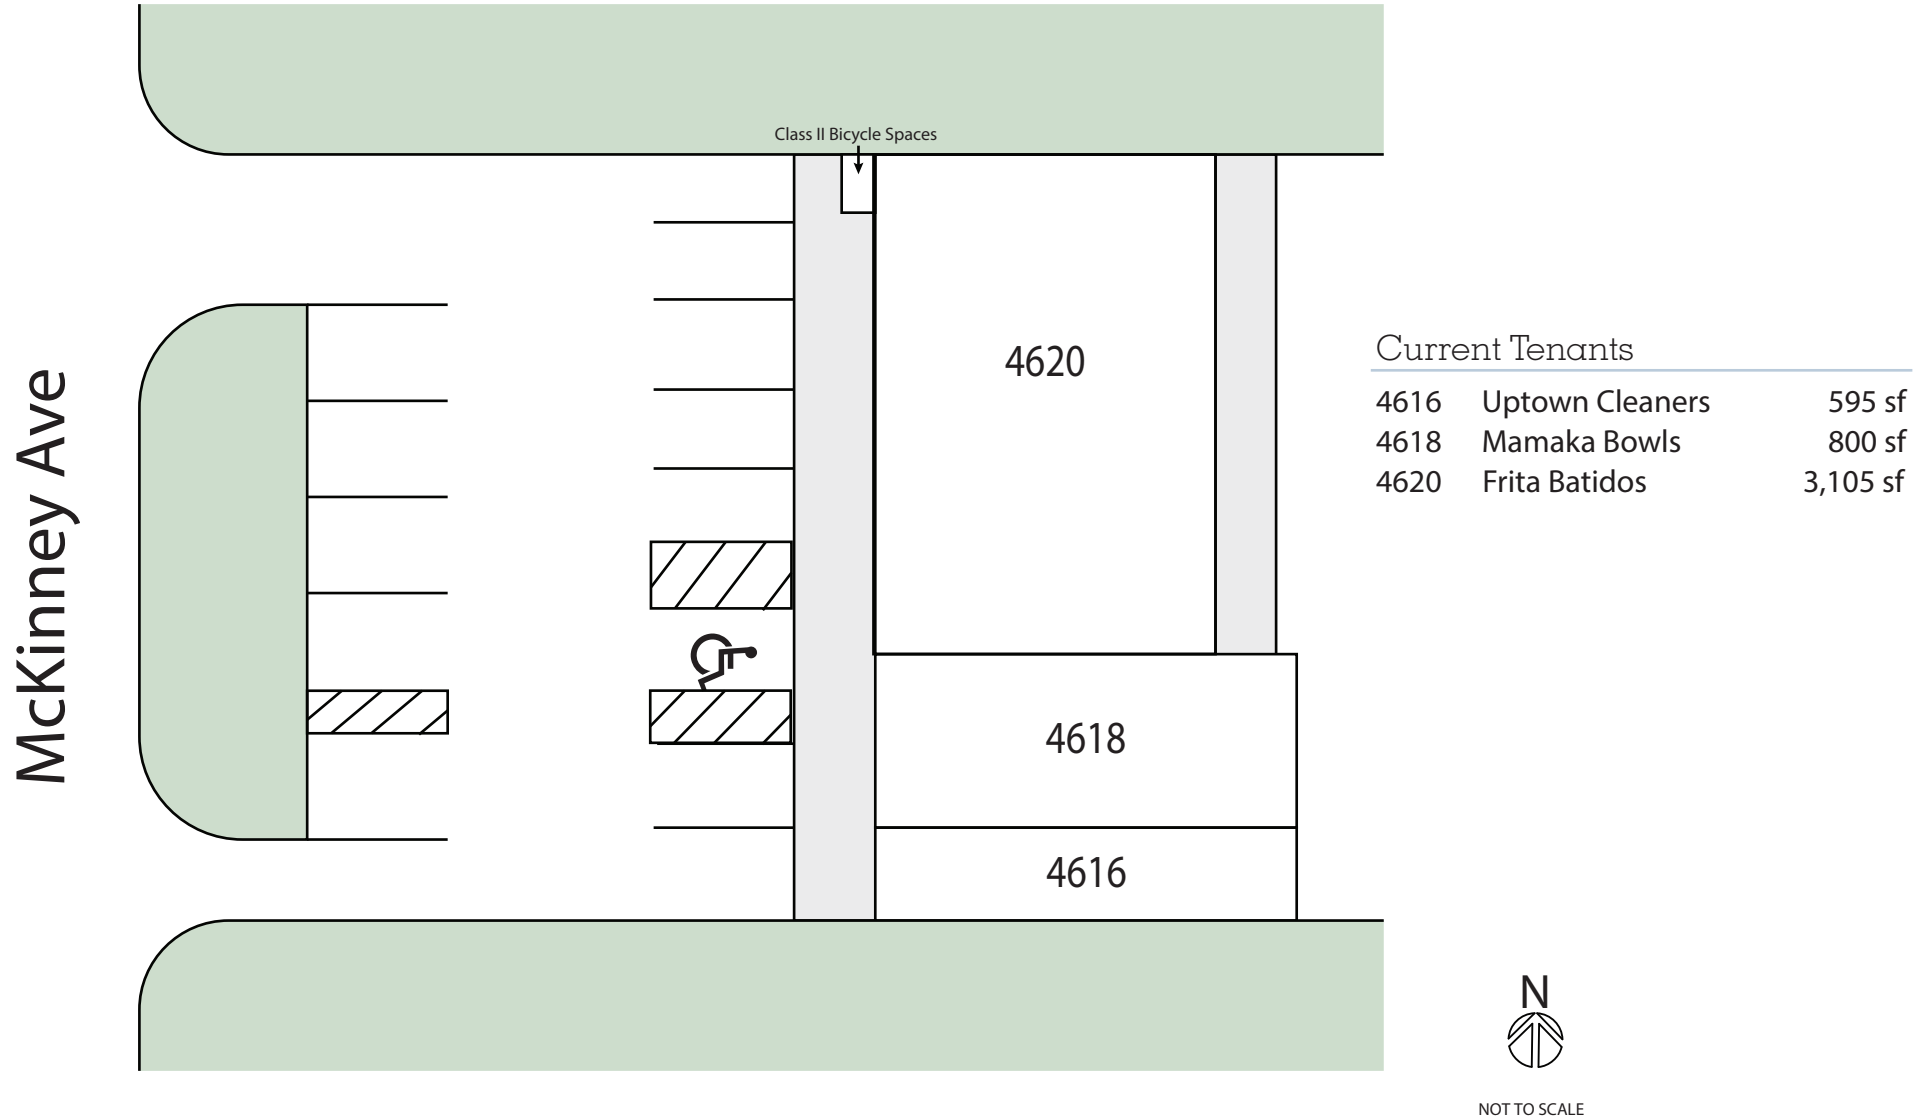 Class II Bicycle Spaces
McKinney Ave
4620
4618
4616
Current Tenants
4616 Uptown Cleaners 595 sf
4618 Mamaka Bowls 800 sf
4620 Frita Batidos 3,105 sf
N
NOT TO SCALE